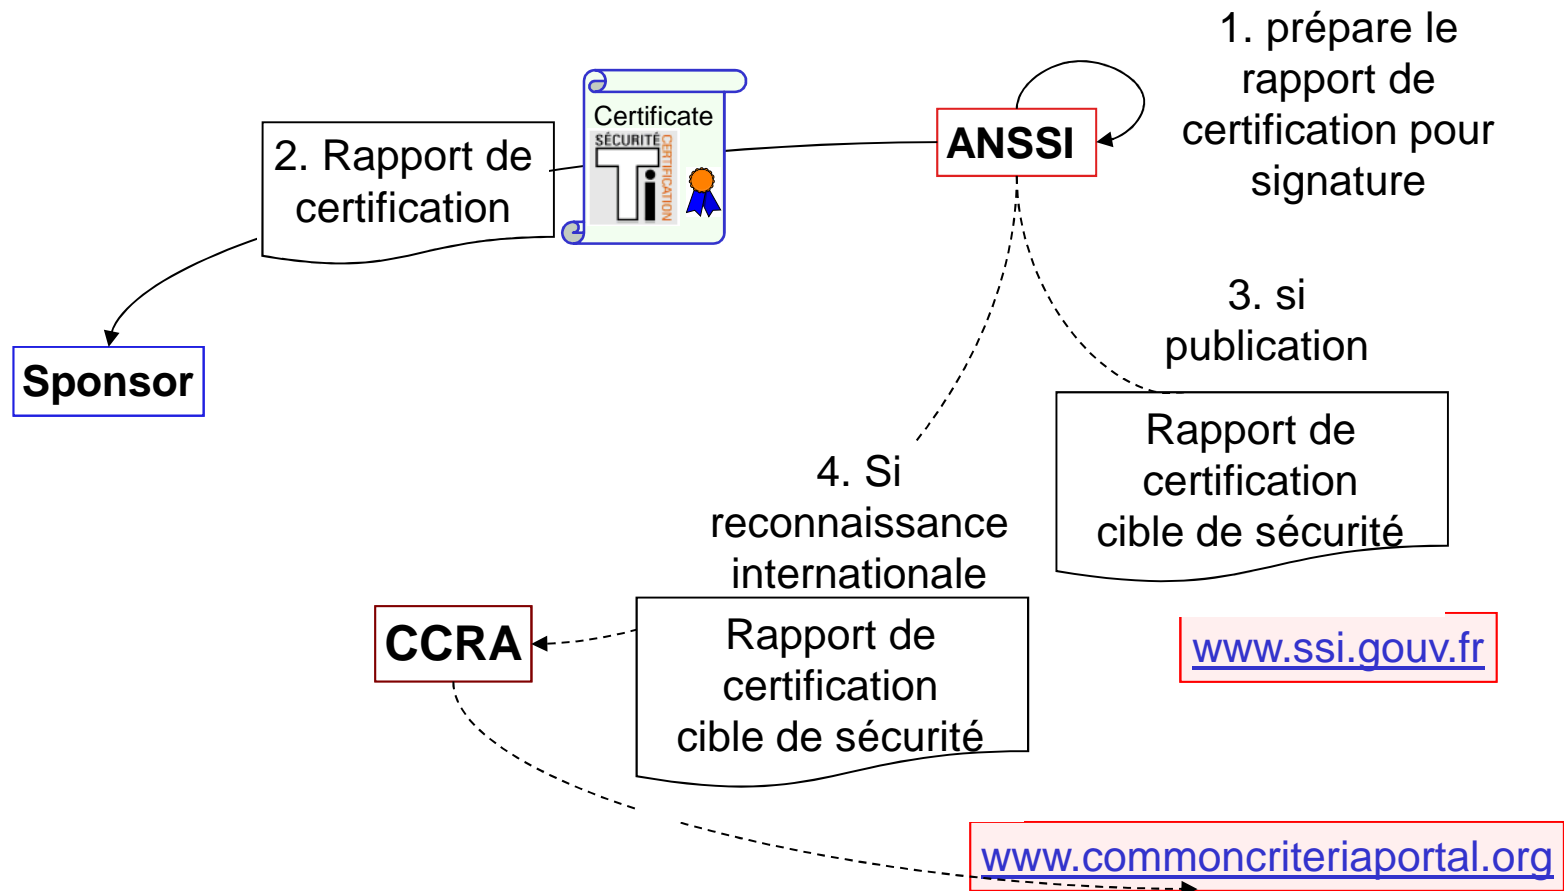 1. prépare le
rapport de
certification pour
signature
ANSSI
Certificate
SÉCURITÉ
CERTIFICATION
Ti
2. Rapport de
certification
Sponsor
3. si
publication
Rapport de
certification
cible de sécurité
www.ssi.gouv.fr
4. Si
reconnaissance
internationale
Rapport de
certification
cible de sécurité
CCRA
www.commoncriteriaportal.org